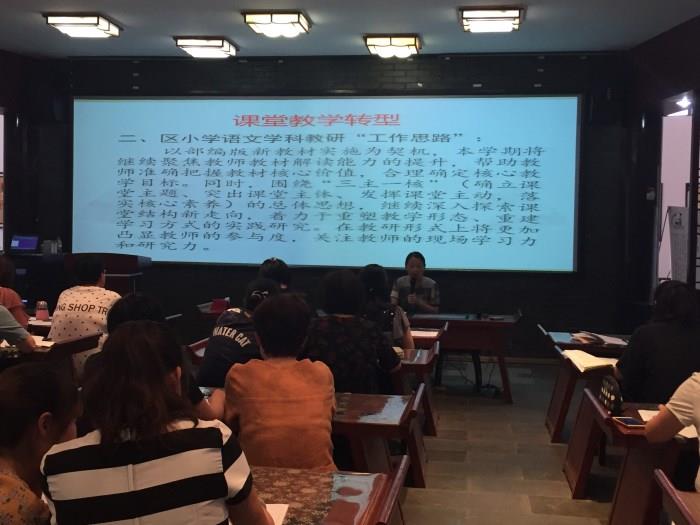 课堂教学转型
二、区小学语文学科教研“工作思路”：
以部编版新教材实施为契机，本学期将
继续聚焦教师教材解读能力的提升，帮助教
师准确把握教材核心价值，合理确定核心教
学目标。同时，围绕“三主一核”（确立课
堂主题、突出课堂主体、发挥课堂主动，落
实核心素养）的总体思想，继续深入探索课
堂结构新走向，着力于重塑教学形态、重建
学习方式的实践研究。在教研形式上将更加
凸显教师的参与度，关注教师的现场学习力
和研究力。
NG SHOP TR
WATER CAT